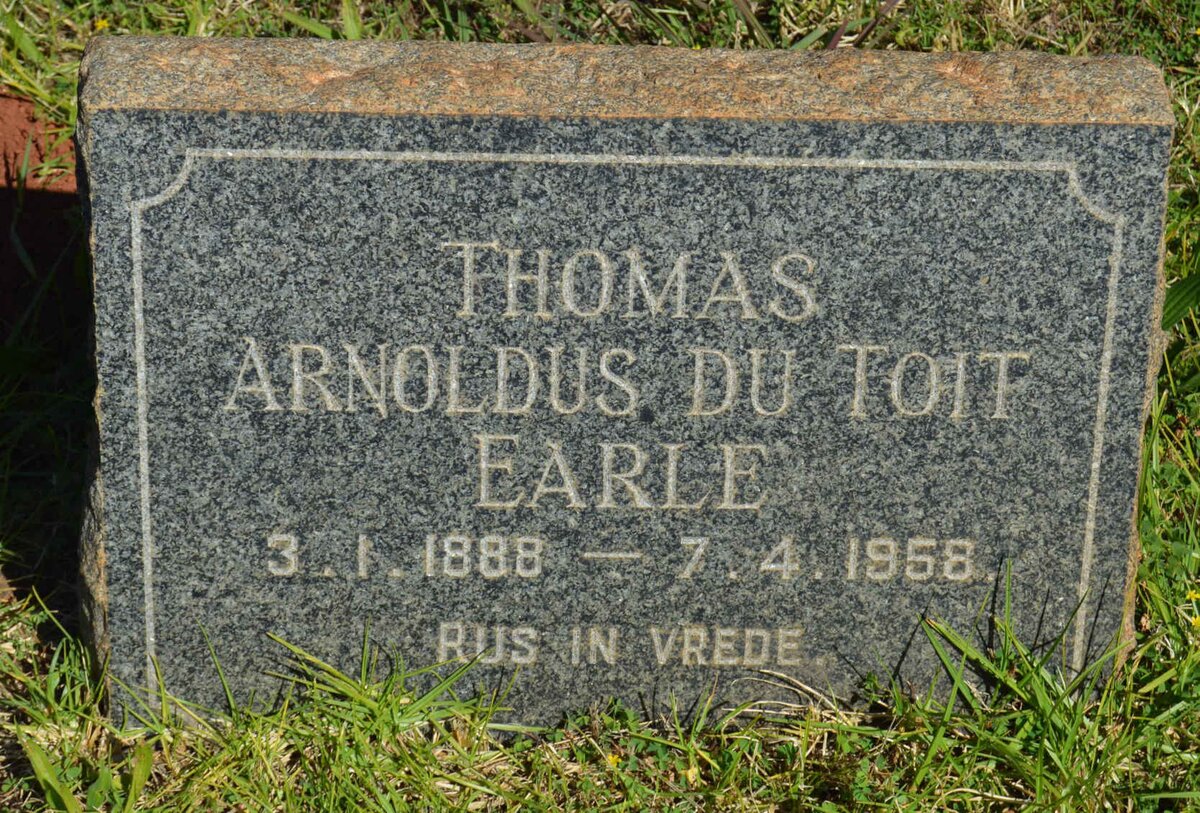 THOMAS
ARNOLDUS DU TOIT
EARLE
3.1.1888 — 7.4.1958.
RUS IN VREDE.